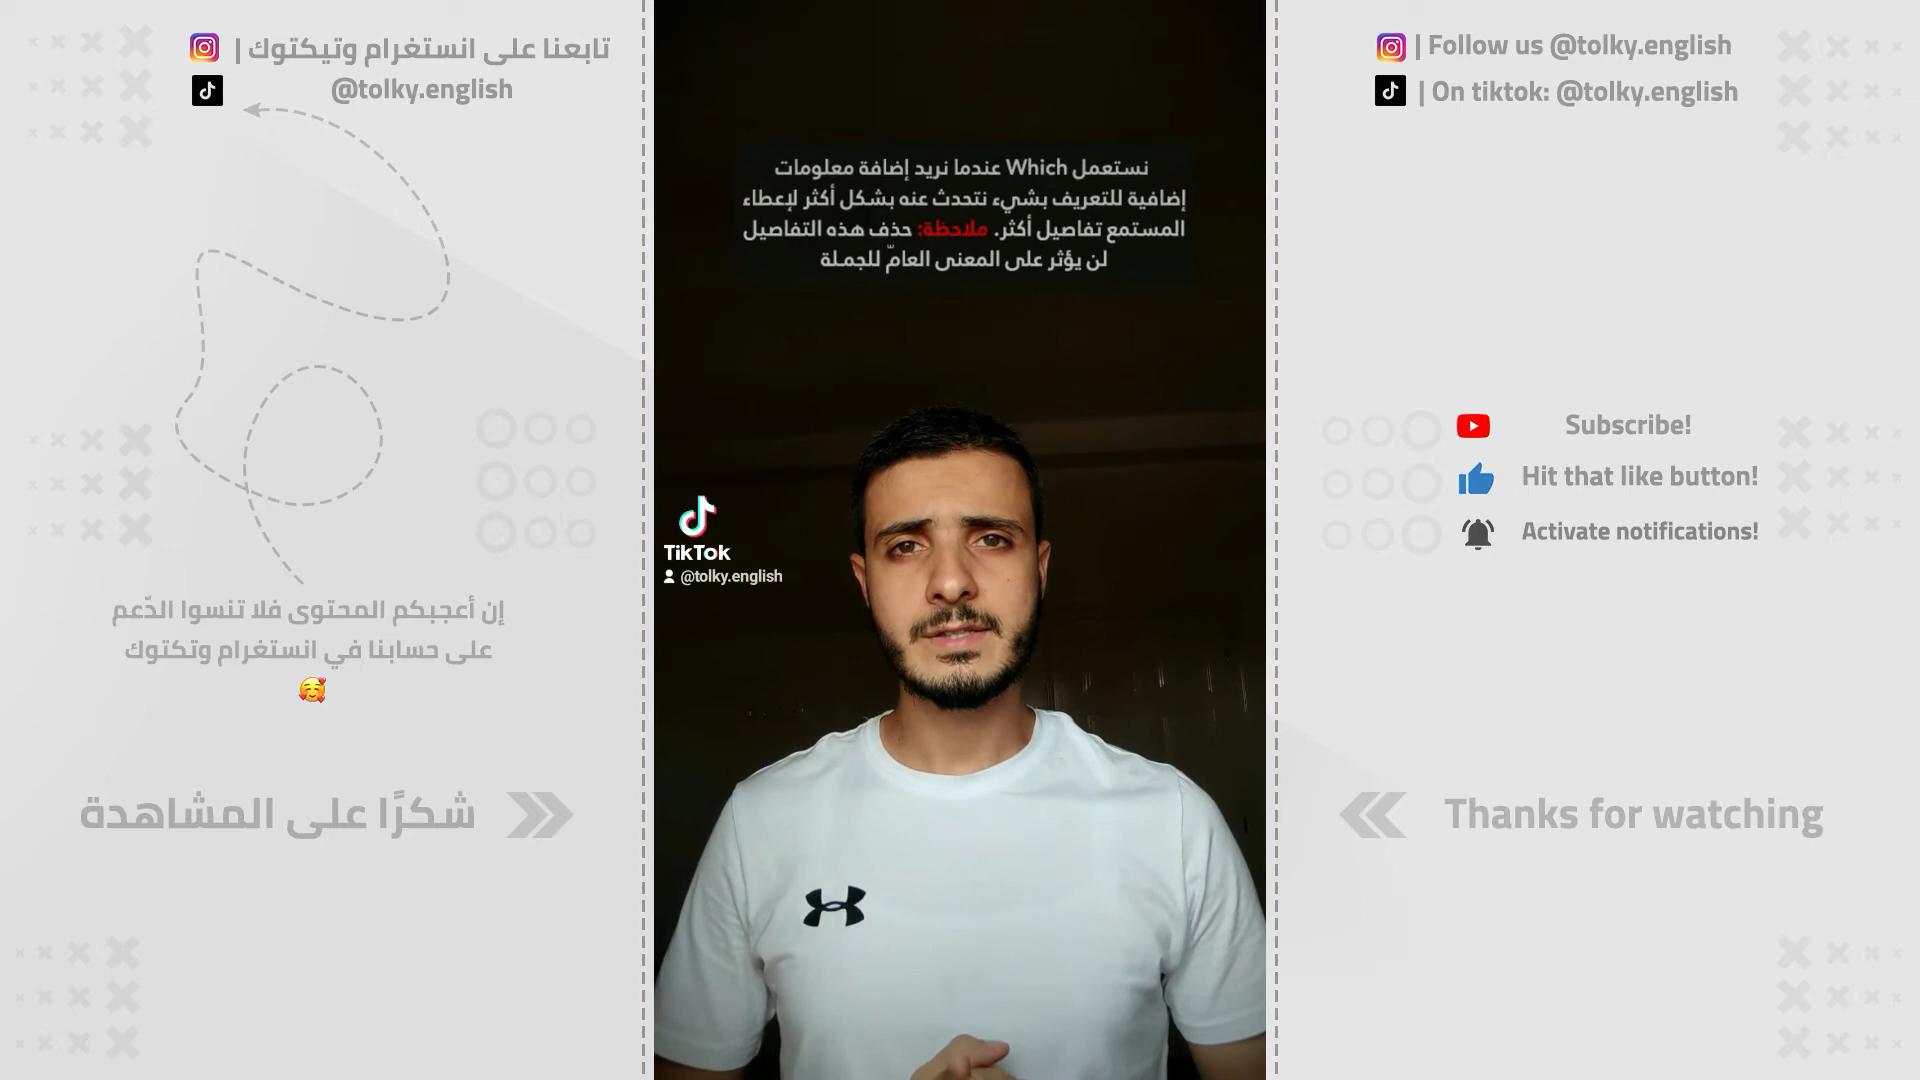 تابعنا على انستغرام وتيكتوك |
@tolky.english
| Follow us @tolky.english
| On tiktok: @tolky.english
نستعمل Which عندما نريد إضافة معلومات
إضافية للتعريف بشيء نتحدث عنه بشكل أكثر لإعطاء
المستمع تفاصيل أكثر. ملاحظة: حذف هذه التفاصيل
لن يؤثر على المعنى العامّ للجملة
Subscribe!
Hit that like button!
Activate notifications!
TikTok
@tolky.english
إن أعجبكم المحتوى فلا تنسوا الدّعم
على حسابنا في انستغرام وتكتوك
شكرًا على المشاهدة
Thanks for watching